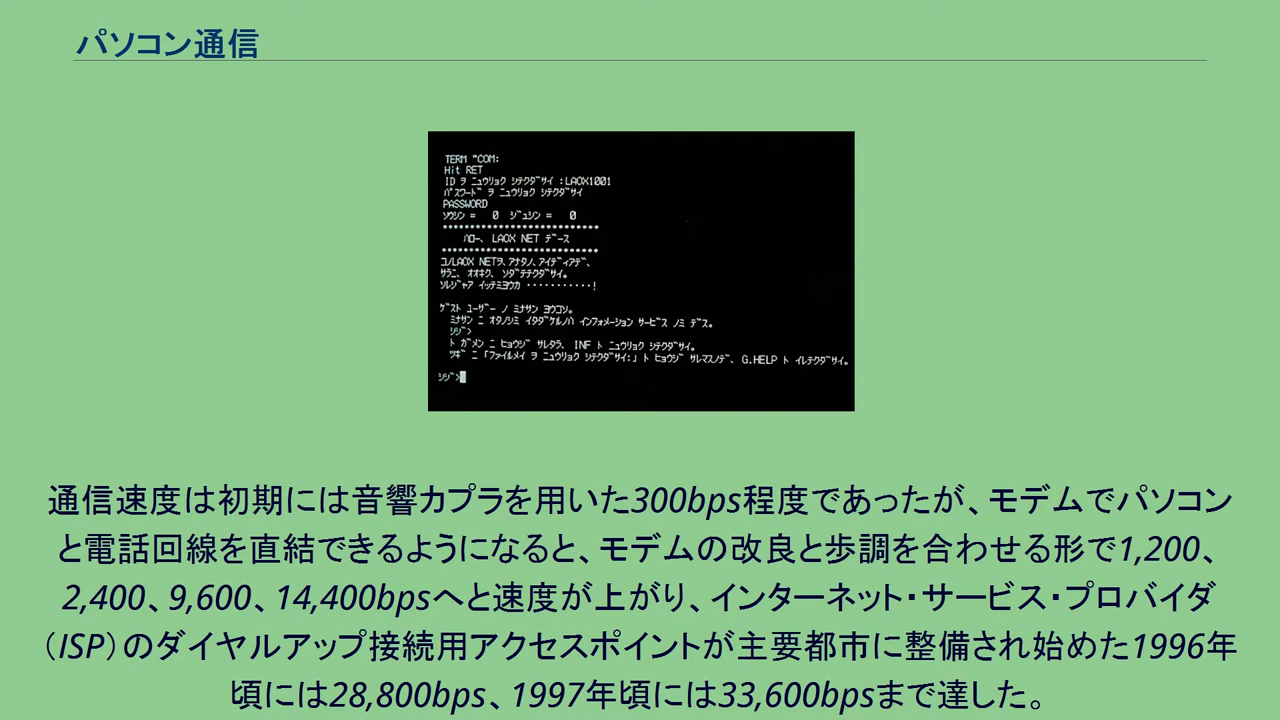 パソコン通信
TERM "COM:
Hit RET
ID ヲ ニュウリョク シテクダサイ :LAOX1001
パスワード ヲ ニュウリョク シテクダサイ
PASSWORD
ソウシン = 0 ジュシン = 0
***************************
ハロー、 LAOX NET デース
***************************
コノLAOX NETヲ、アナタノ、アイディアデ、
サラニ、 オオキク、 ソダテテクダサイ。
ソレジャア イッテミヨウカ ・・・・・・・・・・・!
ゲスト ユーザー ノ ミナサン ヨウコソ。
ミナサン ニ オタノシミ イタダケルノハ インフォメーション サービス ノミ デス。
シジ>
ト ガメン ニ ヒョウジ サレタラ、 INF ト ニュウリョク シテクダサイ。
ツギ ニ 「ファイルメイ ヲ ニュウリョク シテクダサイ:」 ト ヒョウジ サレマスノデ、 G.HELP ト イレテクダサイ。
シジ>
通信速度は初期には音響カプラを用いた300bps程度であったが、モデムでパソコン
と電話回線を直結できるようになると、モデムの改良と歩調を合わせる形で1,200、
2,400、9,600、14,400bpsへと速度が上がり、インターネット・サービス・プロバイダ
（ISP）のダイヤルアップ接続用アクセスポイントが主要都市に整備され始めた1996年
頃には28,800bps、1997年頃には33,600bpsまで達した。